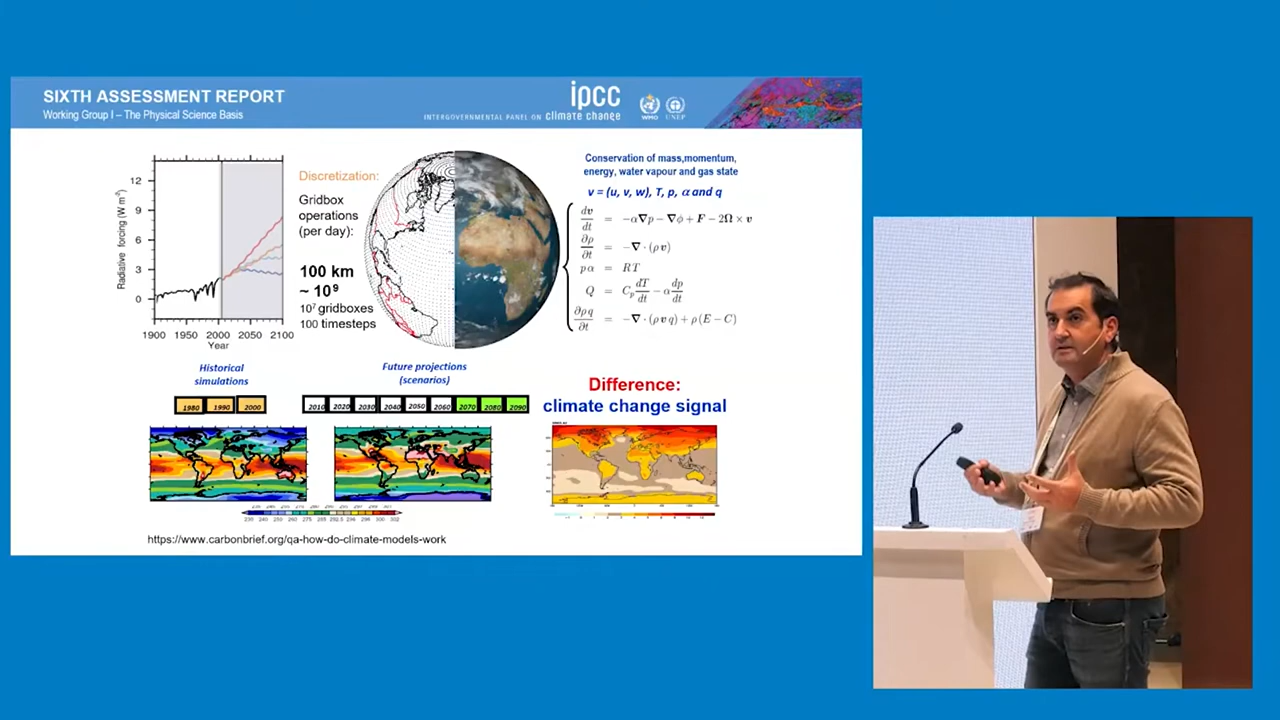 SIXTH ASSESSMENT REPORT
Working Group I – The Physical Science Basis
ipcc
INTERGOVERNMENTAL PANEL ON climate change
WMO
UNEP
Radiative forcing (W m²)
12
9
6
3
0
1900 1950 2000 2050 2100
Year
Discretization:
Gridbox
operations
(per day):
100 km
~ 10⁹
10⁷ gridboxes
100 timesteps
Conservation of mass,momentum,
energy, water vapour and gas state
v = (u, v, w), T, p, α and q
dv/dt = -α∇p − ∇ϕ + F − 2Ω × v
∂ρ/∂t = −∇ · (ρv)
p α = RT
Q = Cp dT/dt − α dp/dt
∂ρq/∂t = −∇ · (ρvq) + ρ(E − C)
Historical
simulations
1980 1990 2000
Future projections
(scenarios)
2010 2020 2030 2040 2050 2060 2070 2080 2090
Difference:
climate change signal
https://www.carbonbrief.org/qa-how-do-climate-models-work